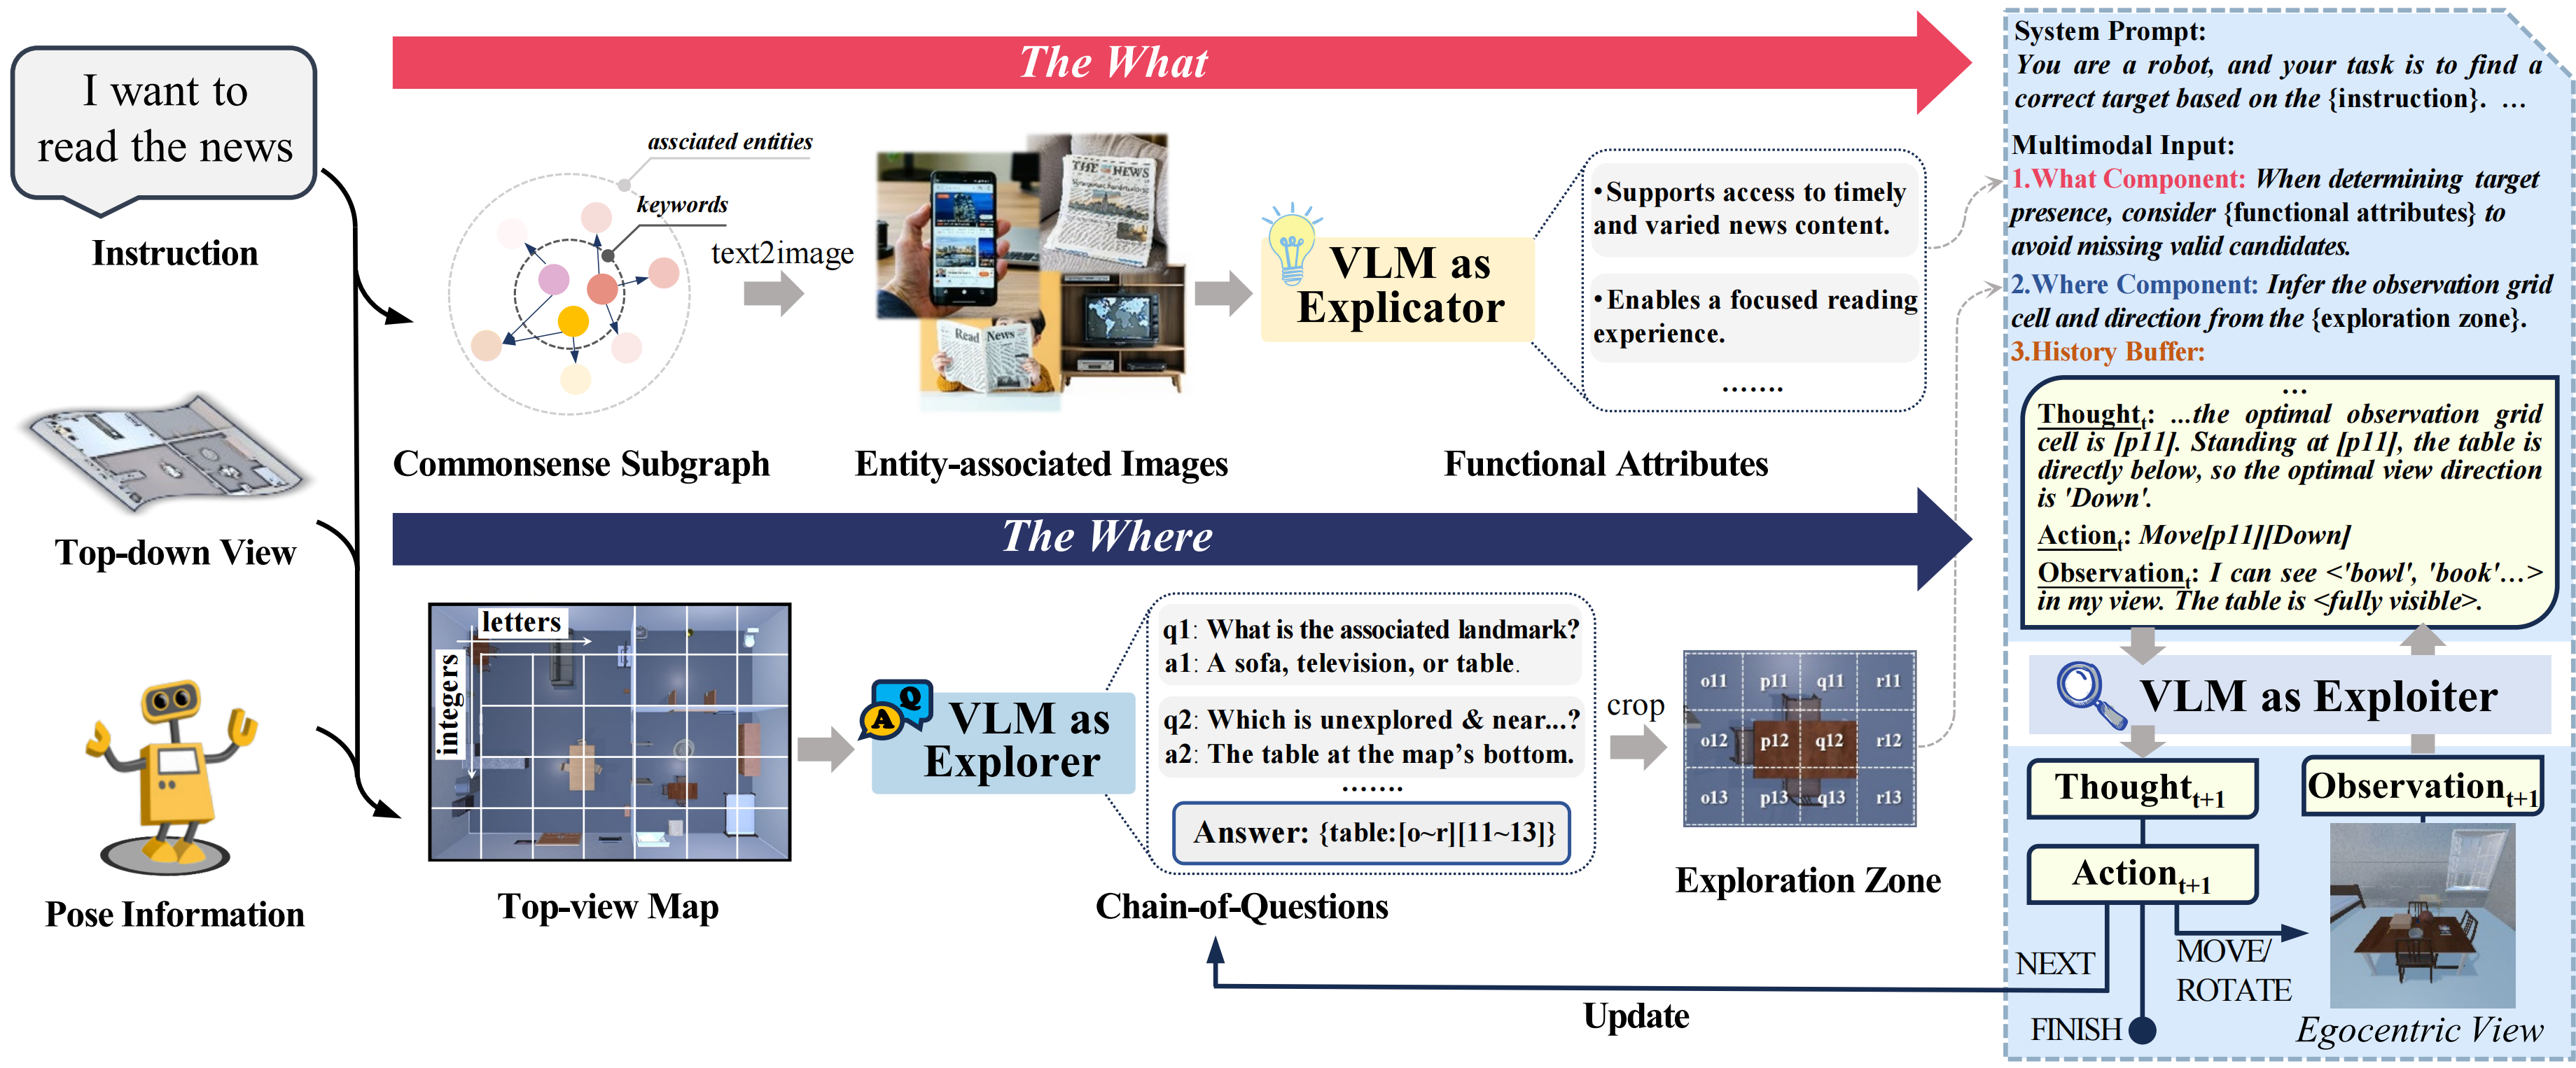 I want to
read the news
Instruction
Top-down View
Pose Information
The What
assciated entities
keywords
text2image
THE NEWS
Read News
VLM as
Explicator
•Supports access to timely
and varied news content.
•Enables a focused reading
experience.
.......
Commonsense Subgraph
Entity-associated Images
Functional Attributes
The Where
letters
integers
Top-view Map
A
Q
VLM as
Explorer
q1: What is the associated landmark?
a1: A sofa, television, or table.
q2: Which is unexplored & near...?
a2: The table at the map’s bottom.
.......
Answer: {table:[o~r][11~13]}
Chain-of-Questions
crop
o11 p11 q11 r11
o12 p12 q12 r12
o13 p13 q13 r13
Exploration Zone
Update
System Prompt:
You are a robot, and your task is to find a
correct target based on the {instruction}. ...
Multimodal Input:
1.What Component: When determining target
presence, consider {functional attributes} to
avoid missing valid candidates.
2.Where Component: Infer the observation grid
cell and direction from the {exploration zone}.
3.History Buffer:
...
Thoughtt: ...the optimal observation grid
cell is [p11]. Standing at [p11], the table is
directly below, so the optimal view direction
is 'Down'.
Actiont: Move[p11][Down]
Observationt: I can see <'bowl', 'book'...>
in my view. The table is <fully visible>.
VLM as Exploiter
Thoughtt+1
Observationt+1
Actiont+1
NEXT
MOVE/
ROTATE
FINISH
Egocentric View